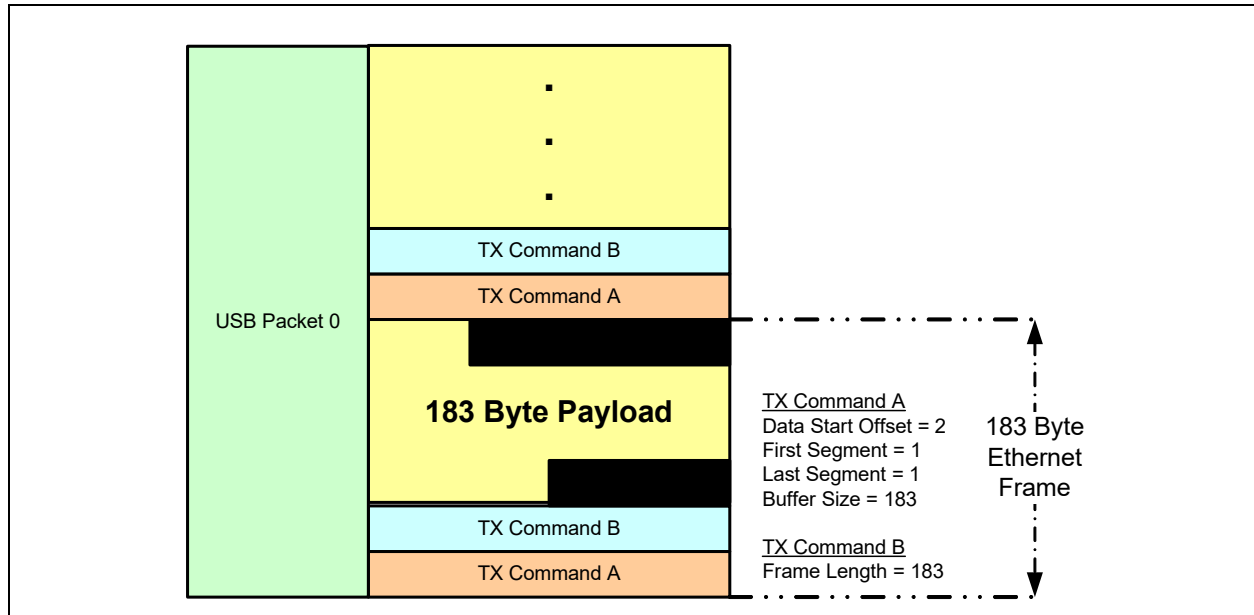 USB Packet 0
.
.
.
TX Command B
TX Command A
183 Byte Payload
TX Command B
TX Command A
TX Command A
Data Start Offset = 2
First Segment = 1
Last Segment = 1
Buffer Size = 183
TX Command B
Frame Length = 183
183 Byte
Ethernet
Frame